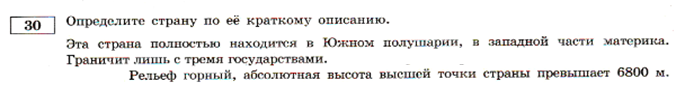 30 Определите страну по её краткому описанию.
Эта страна полностью находится в Южном полушарии, в западной части материка.
Граничит лишь с тремя государствами.
Рельеф горный, абсолютная высота высшей точки страны превышает 6800 м.